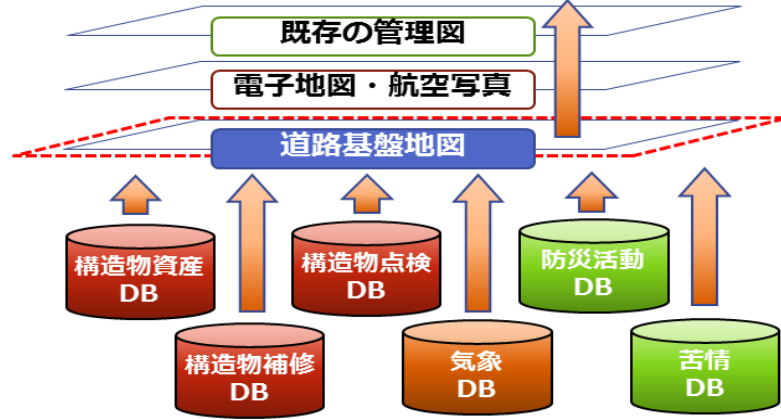 既存の管理図
電子地図・航空写真
道路基盤地図
構造物資産
DB
構造物点検
DB
防災活動
DB
構造物補修
DB
気象
DB
苦情
DB